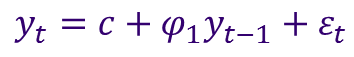 yₜ = c + φ₁yₜ₋₁ + εₜ